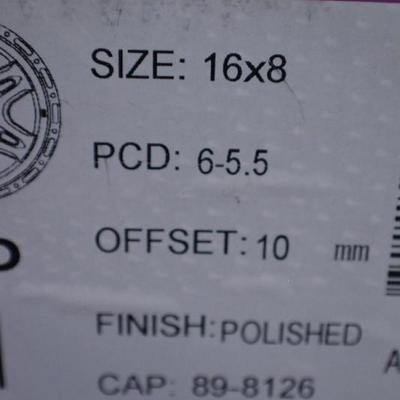 SIZE: 16x8
PCD: 6-5.5
OFFSET: 10 mm
FINISH: POLISHED
CAP: 89-8126